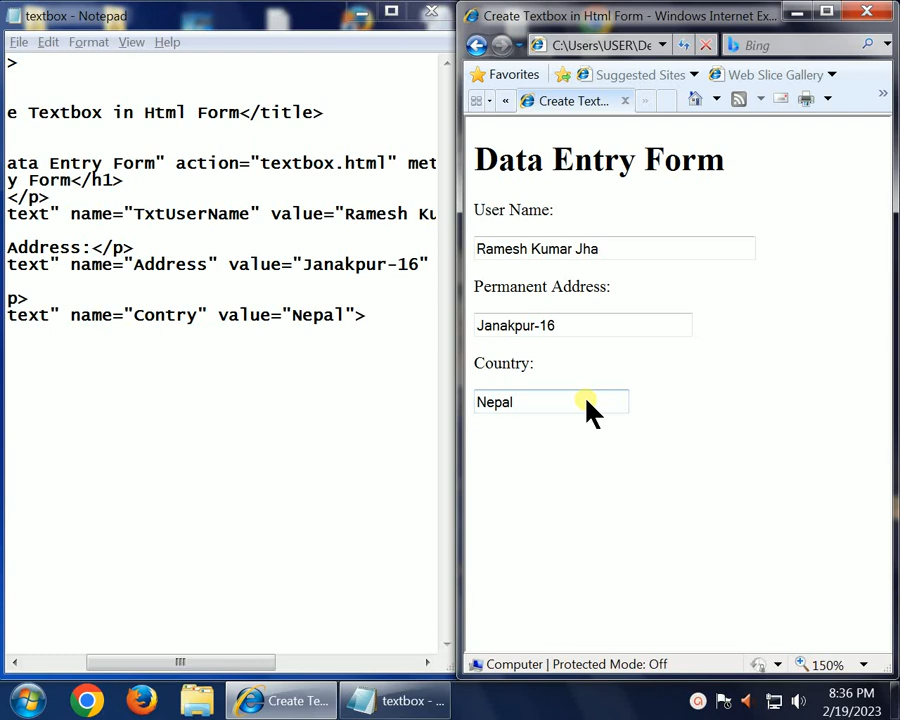 textbox - Notepad
File Edit Format View Help
>
e Textbox in Html Form</title>
ata Entry Form" action="textbox.html" met
y Form</h1>
</p>
text" name="TxtUserName" value="Ramesh Ku
Address:</p>
text" name="Address" value="Janakpur-16"
p>
text" name="Contry" value="Nepal">
Create Textbox in Html Form - Windows Internet Ex...
C:\Users\USER\De
Bing
Favorites Suggested Sites Web Slice Gallery
« Create Text... x » »
Data Entry Form
User Name:
Ramesh Kumar Jha
Permanent Address:
Janakpur-16
Country:
Nepal
Computer | Protected Mode: Off 150%
Create Te... textbox - ... 8:36 PM
2/19/2023